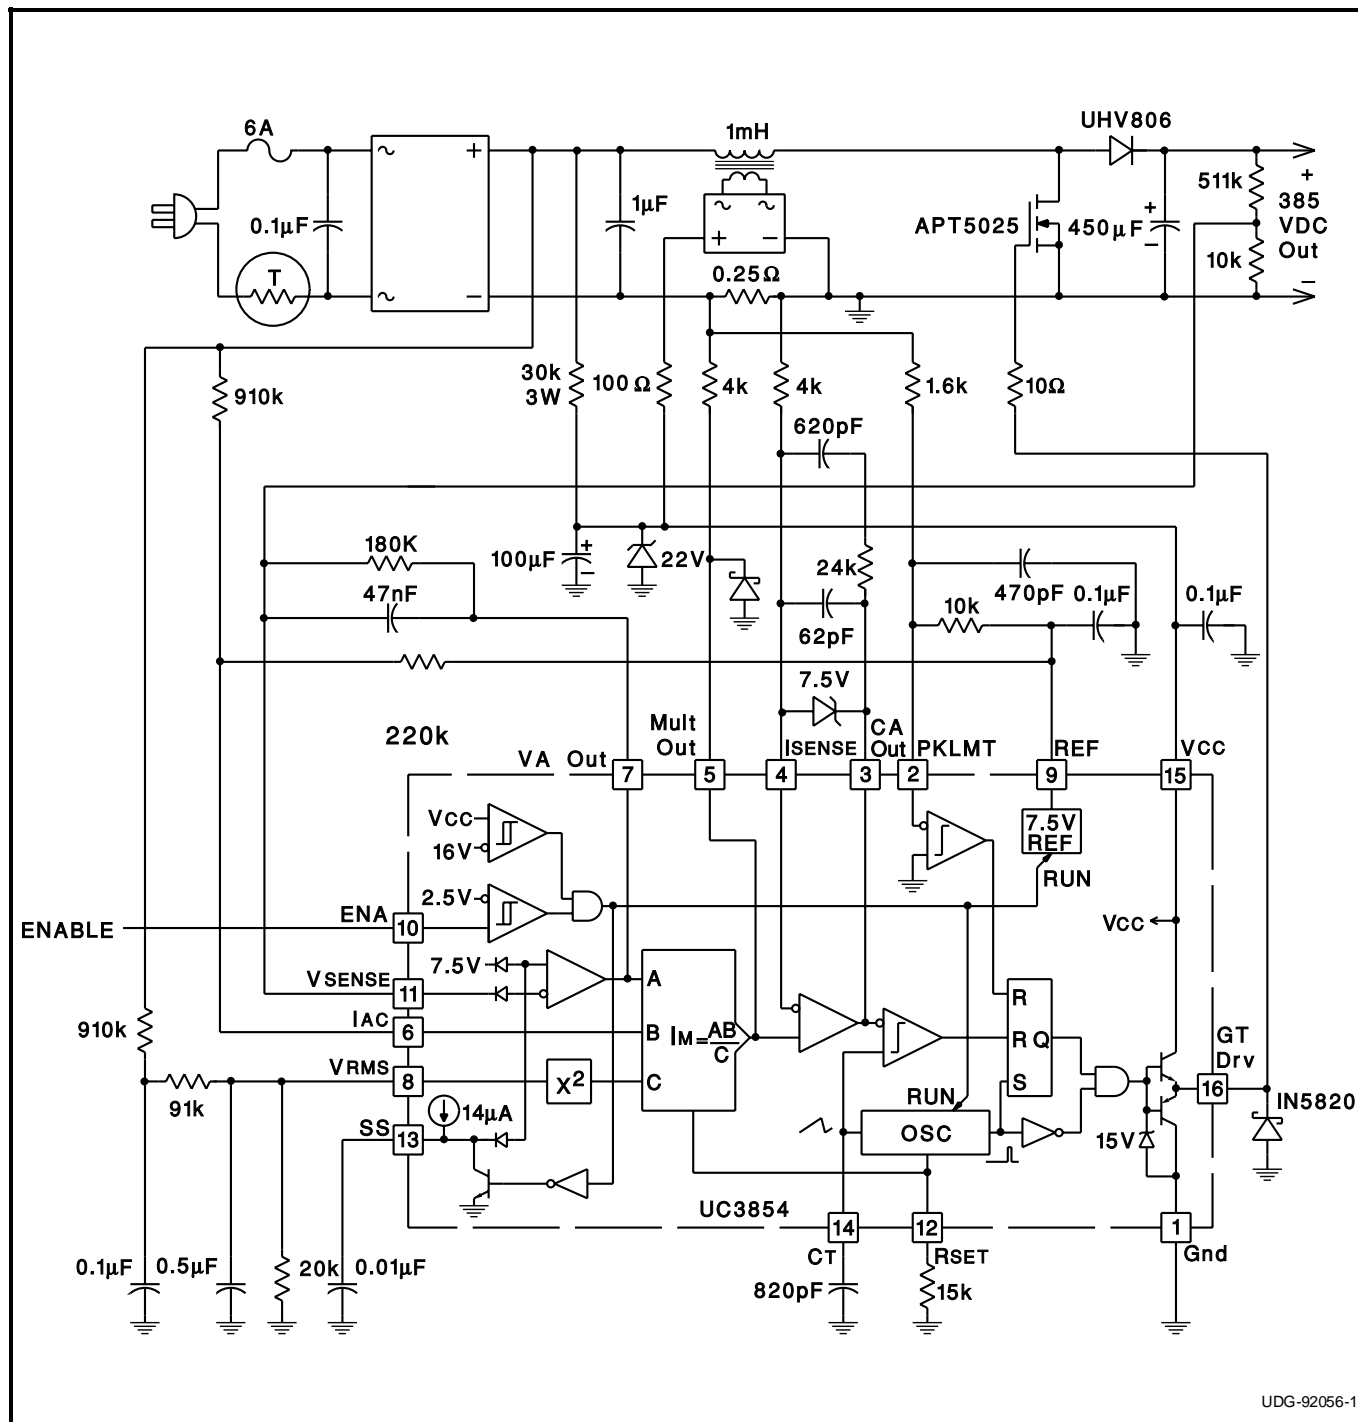 6A
1mH
UHV806
+
~
~
+
-
0.1µF
1µF
~
~
+
-
APT5025
450µF
+
-
511k
10k
+
385
VDC
Out
-
T
0.25Ω
910k
30k
3W
100Ω
4k
4k
1.6k
10Ω
620pF
180K
47nF
100µF
+
-
22V
24k
62pF
470pF
10k
0.1µF
0.1µF
7.5V
220k
VA Out
Mult
Out
ISENSE
CA
Out
PKLMT
REF
VCC
7
5
4
3
2
9
15
VCC
16V
2.5V
7.5V
REF
RUN
ENABLE
ENA
10
VCC
7.5V
VSENSE
11
A
R
910k
IAC
6
B
IM=AB/C
R Q
GT
Drv
VRMS
8
X²
C
S
16
91k
RUN
IN5820
SS
13
14µA
OSC
15V
UC3854
14
12
1
CT
RSET
Gnd
0.1µF
0.5µF
20k
0.01µF
820pF
15k
UDG-92056-1